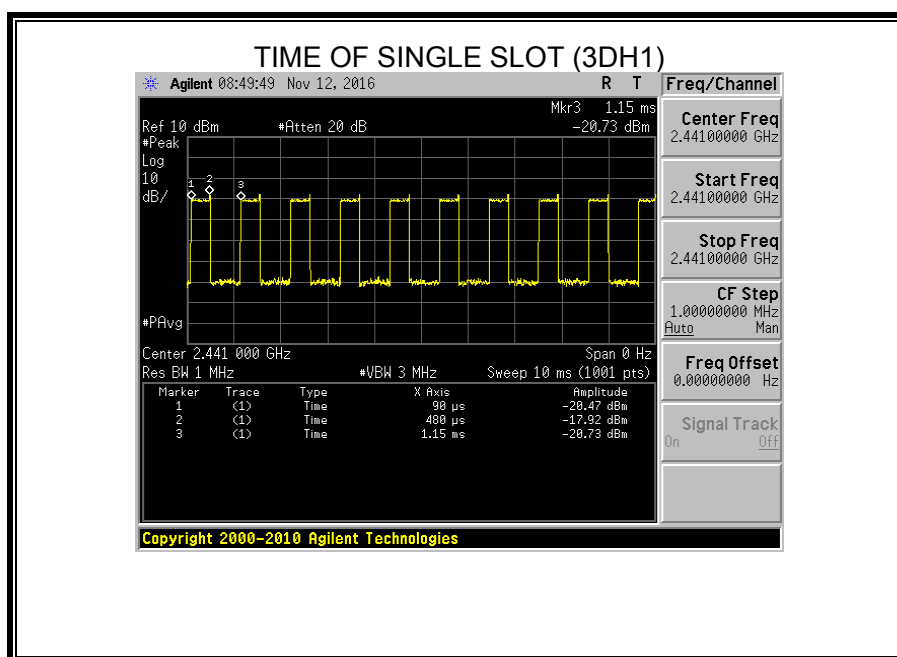 TIME OF SINGLE SLOT (3DH1)
Agilent 08:49:49 Nov 12, 2016 R T
Mkr3 1.15 ms
Ref 10 dBm #Atten 20 dB -20.73 dBm
#Peak
Log
10
dB/
1 2 3
#PAvg
Center 2.441 000 GHz Span 0 Hz
Res BW 1 MHz #VBW 3 MHz Sweep 10 ms (1001 pts)
Marker Trace Type X Axis Amplitude
1 (1) Time 90 µs -20.47 dBm
2 (1) Time 480 µs -17.92 dBm
3 (1) Time 1.15 ms -20.73 dBm
Copyright 2000-2010 Agilent Technologies
Freq/Channel
Center Freq
2.44100000 GHz
Start Freq
2.44100000 GHz
Stop Freq
2.44100000 GHz
CF Step
1.00000000 MHz
Auto Man
Freq Offset
0.00000000 Hz
Signal Track
On Off